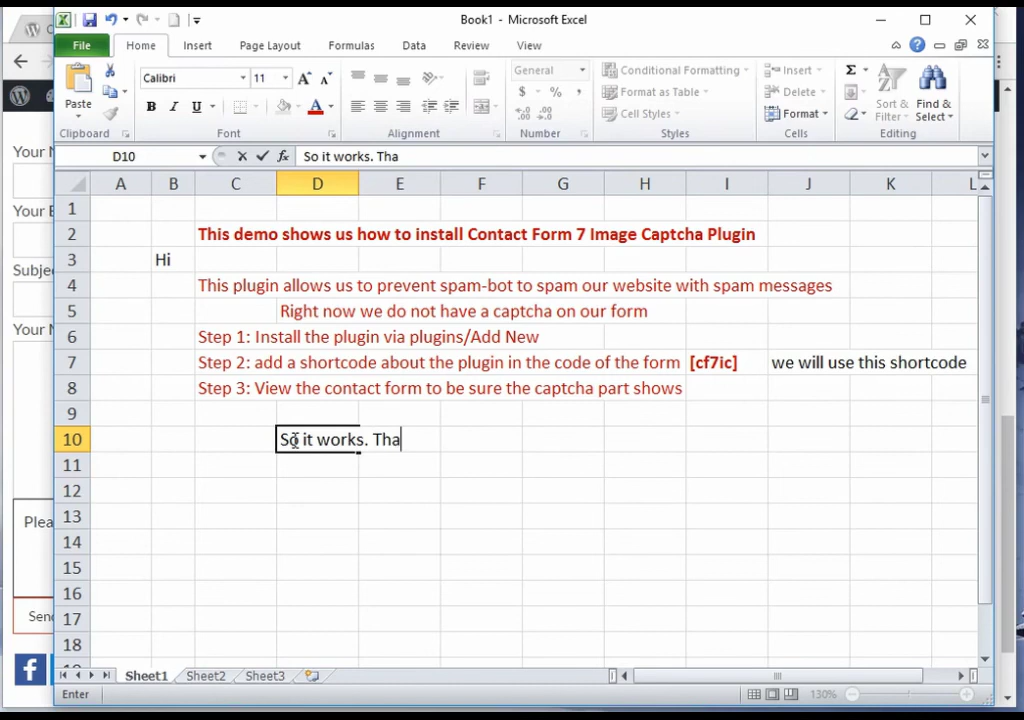 Book1 - Microsoft Excel
File Home Insert Page Layout Formulas Data Review View
Calibri 11 General Conditional Formatting Insert
Format as Table Delete
Paste B I U $ % , Cell Styles Format Sort & Filter Find & Select
Clipboard Font Alignment Number Styles Cells Editing
D10 fx So it works. Tha
A B C D E F G H I J K L
1
2 This demo shows us how to install Contact Form 7 Image Captcha Plugin
3 Hi
4 This plugin allows us to prevent spam-bot to spam our website with spam messages
5 Right now we do not have a captcha on our form
6 Step 1: Install the plugin via plugins/Add New
7 Step 2: add a shortcode about the plugin in the code of the form [cf7ic] we will use this shortcode
8 Step 3: View the contact form to be sure the captcha part shows
9
10 So it works. Tha
11
12
13
14
15
16
17
18
Sheet1 Sheet2 Sheet3
Enter 130%
Your
Your
Subje
Your
Plea
Send